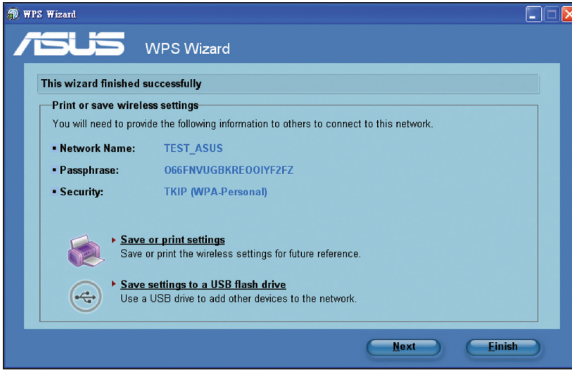 WPS Wizard
ASUS WPS Wizard
This wizard finished successfully
Print or save wireless settings
You will need to provide the following information to others to connect to this network.
Network Name: TEST_ASUS
Passphrase: O66FNVUGBKREOOIYF2FZ
Security: TKIP (WPA-Personal)
Save or print settings
Save or print the wireless settings for future reference.
Save settings to a USB flash drive
Use a USB drive to add other devices to the network.
Next Finish